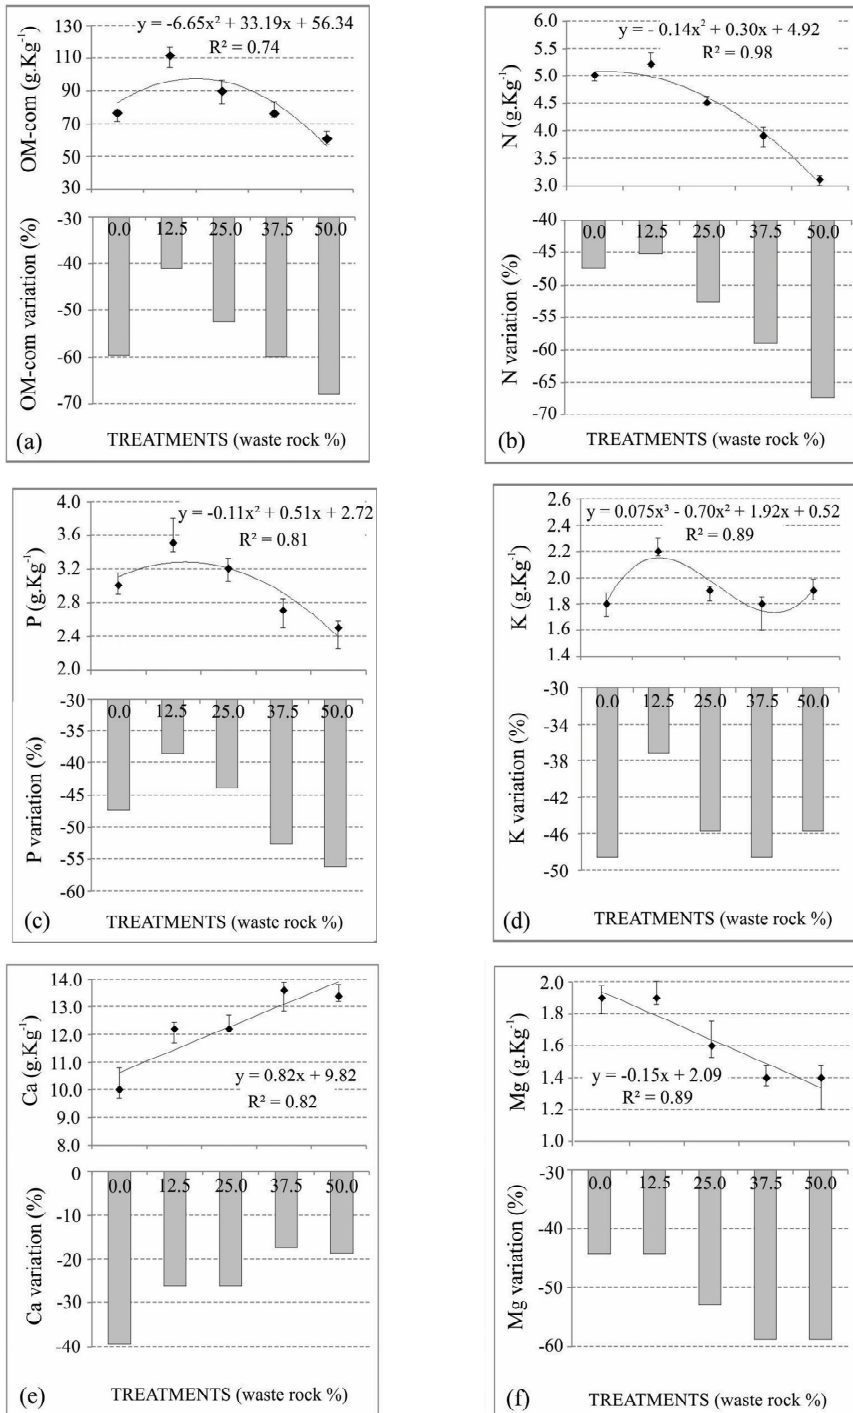 y = -6.65x² + 33.19x + 56.34
R² = 0.74
OM-com (g.Kg⁻¹)
130
110
90
70
50
30
OM-com variation (%)
-30
-40
-50
-60
-70
0.0 12.5 25.0 37.5 50.0
(a) TREATMENTS (waste rock %)
y = - 0.14x² + 0.30x + 4.92
R² = 0.98
N (g.Kg⁻¹)
6.0
5.5
5.0
4.5
4.0
3.5
3.0
N variation (%)
-40
-45
-50
-55
-60
-65
-70
0.0 12.5 25.0 37.5 50.0
(b) TREATMENTS (waste rock %)
y = -0.11x² + 0.51x + 2.72
R² = 0.81
P (g.Kg⁻¹)
4.0
3.6
3.2
2.8
2.4
2.0
P variation (%)
-30
-35
-40
-45
-50
-55
-60
0.0 12.5 25.0 37.5 50.0
(c) TREATMENTS (waste rock %)
y = 0.075x³ - 0.70x² + 1.92x + 0.52
R² = 0.89
K (g.Kg⁻¹)
2.6
2.4
2.2
2.0
1.8
1.6
1.4
K variation (%)
-30
-34
-38
-42
-46
-50
0.0 12.5 25.0 37.5 50.0
(d) TREATMENTS (waste rock %)
Ca (g.Kg⁻¹)
14.0
13.0
12.0
11.0
10.0
9.0
8.0
y = 0.82x + 9.82
R² = 0.82
Ca variation (%)
0
-10
-20
-30
-40
0.0 12.5 25.0 37.5 50.0
(e) TREATMENTS (waste rock %)
Mg (g.Kg⁻¹)
2.0
1.8
1.6
1.4
1.2
1.0
y = -0.15x + 2.09
R² = 0.89
Mg variation (%)
-30
-40
-50
-60
0.0 12.5 25.0 37.5 50.0
(f) TREATMENTS (waste rock %)